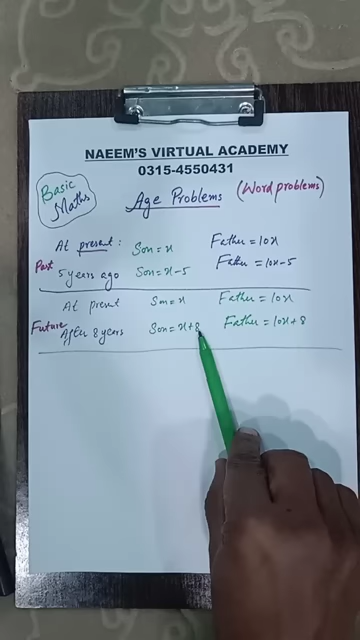 NAEEM'S VIRTUAL ACADEMY
0315-4550431
Basic Maths
Age Problems (Word problems)
At present : Son = x Father = 10x
Past
5 years ago Son = x-5 Father = 10x-5
At present Son = x Father = 10x
Future
After 8 years Son = x+8 Father = 10x+8